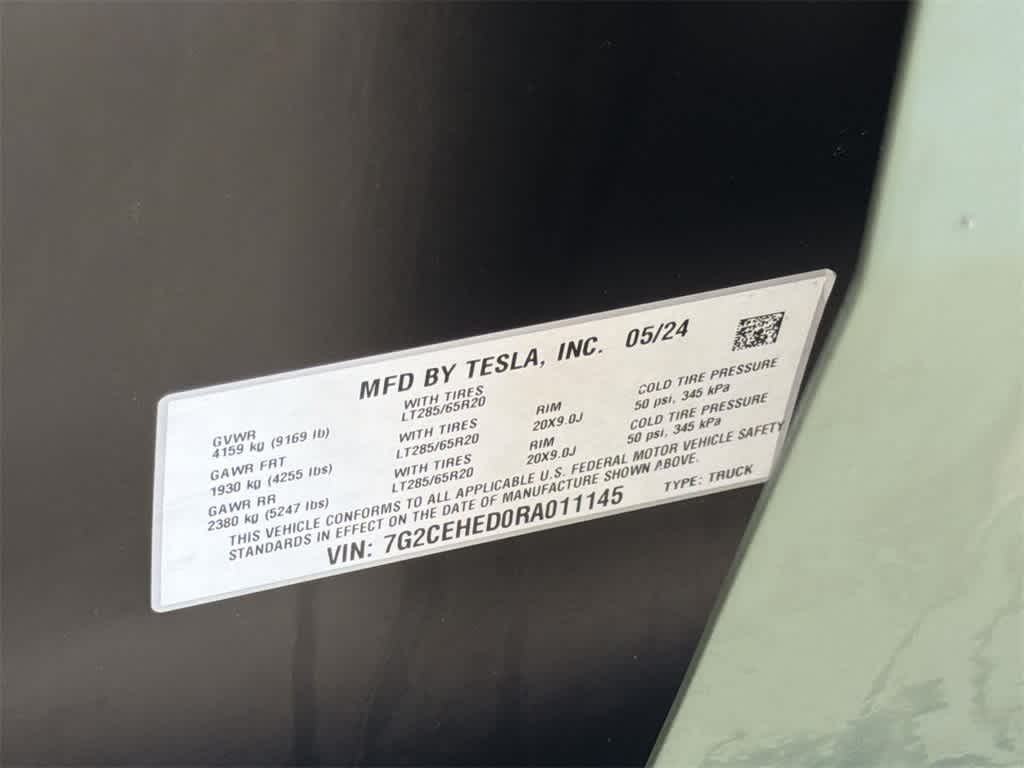 MFD BY TESLA, INC. 05/24
GVWR
4159 kg (9169 lb)
GAWR FRT
1930 kg (4255 lbs)
GAWR RR
2380 kg (5247 lbs)
WITH TIRES
LT285/65R20
WITH TIRES
LT285/65R20
WITH TIRES
LT285/65R20
RIM
20X9.0J
RIM
20X9.0J
COLD TIRE PRESSURE
50 psi, 345 kPa
COLD TIRE PRESSURE
50 psi, 345 kPa
THIS VEHICLE CONFORMS TO ALL APPLICABLE U.S. FEDERAL MOTOR VEHICLE SAFETY
STANDARDS IN EFFECT ON THE DATE OF MANUFACTURE SHOWN ABOVE.
VIN: 7G2CEHED0RA011145 TYPE: TRUCK